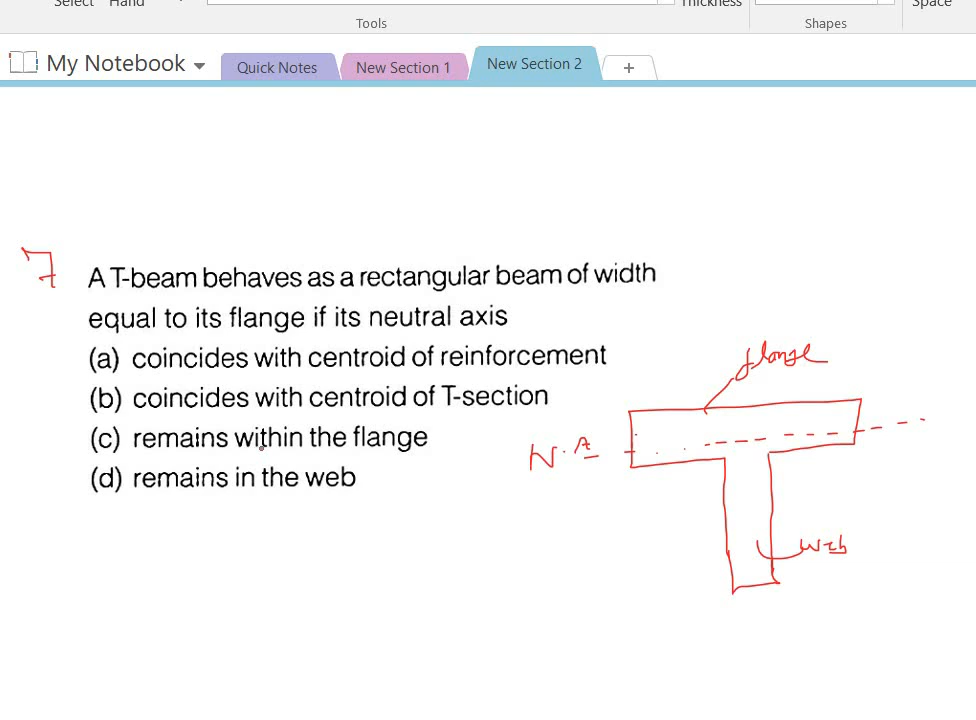 Select Hand
Thickness
Space
Tools
Shapes
My Notebook
Quick Notes
New Section 1
New Section 2
+
7
A T-beam behaves as a rectangular beam of width
equal to its flange if its neutral axis
(a) coincides with centroid of reinforcement
(b) coincides with centroid of T-section
(c) remains within the flange
(d) remains in the web
flange
N.A
web